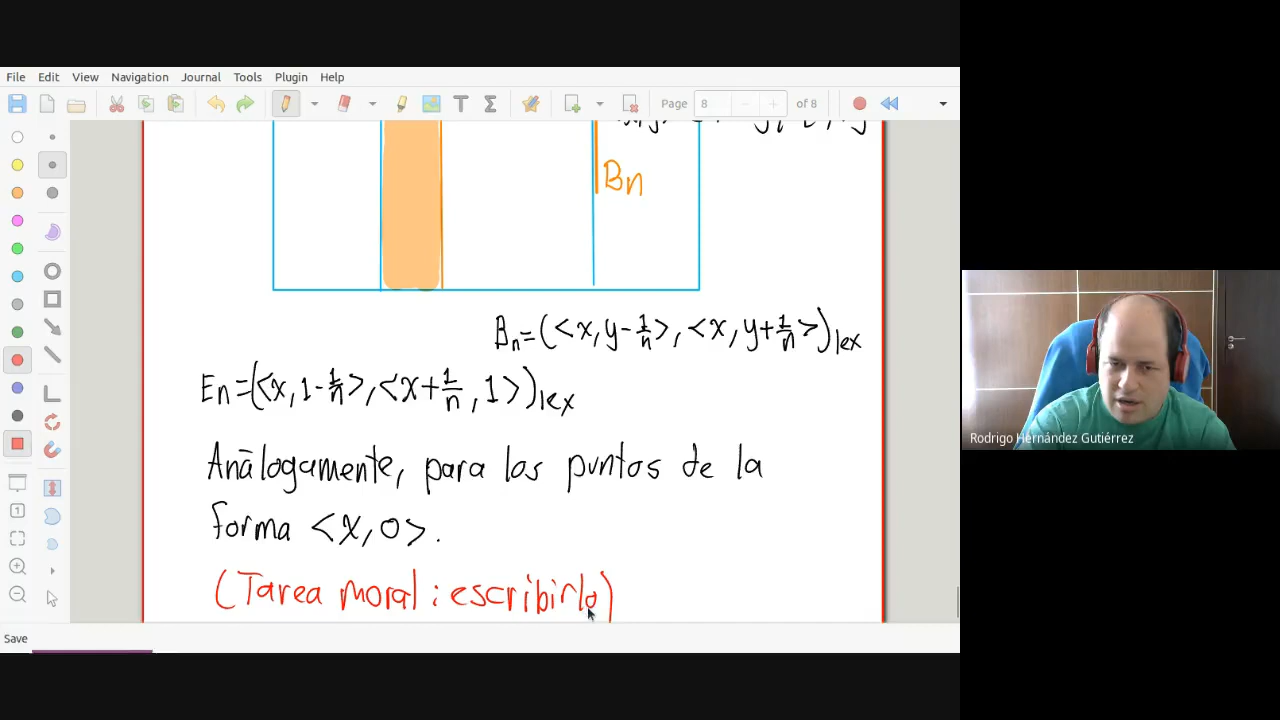 File Edit View Navigation Journal Tools Plugin Help
Page 8 of 8
Bn
Bn=(<x, y-1/n>, <x, y+1/n>)lex
En=(<x, 1-1/n>, <x+1/n, 1>)lex
Análogamente, para los puntos de la
forma <x, 0>.
(Tarea moral: escribirlo)
Save
Rodrigo Hernández Gutiérrez